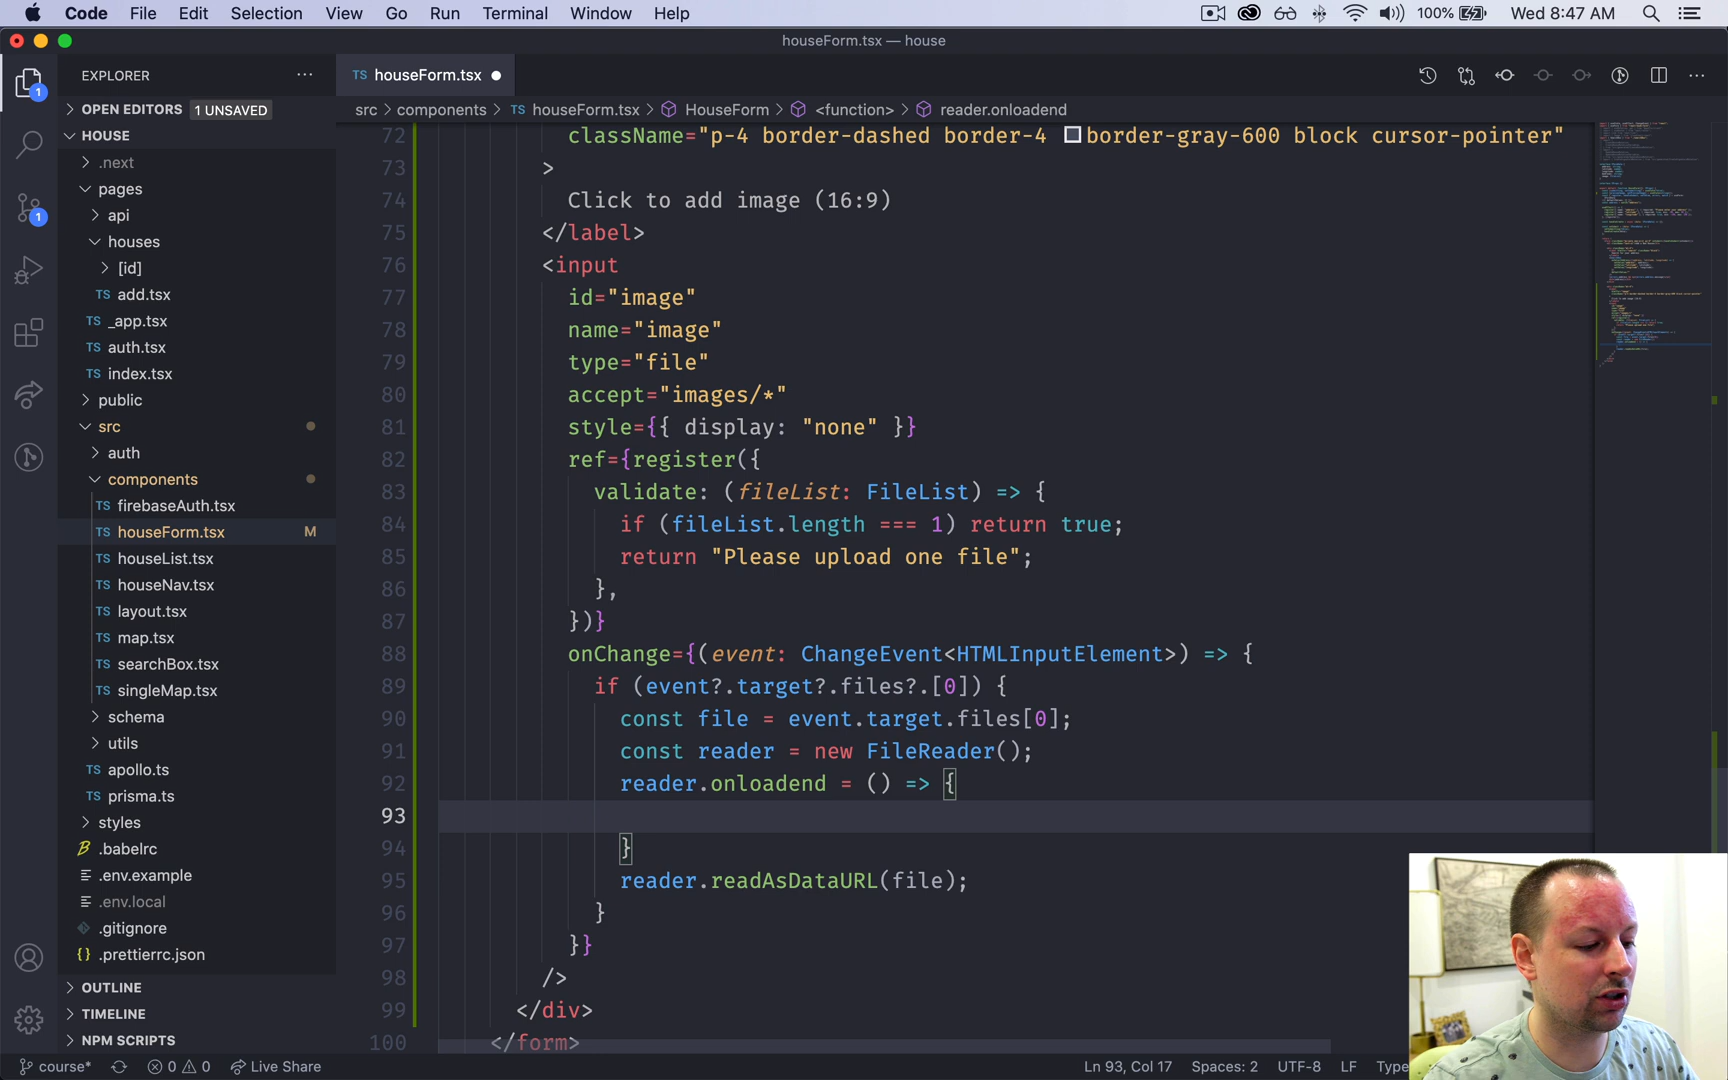 Code File Edit Selection View Go Run Terminal Window Help 100% Wed 8:47 AM
houseForm.tsx — house
EXPLORER
TS houseForm.tsx
OPEN EDITORS 1 UNSAVED
src > components > TS houseForm.tsx > HouseForm > <function> > reader.onloadend
HOUSE
.next
pages
api
houses
[id]
TS add.tsx
TS _app.tsx
TS auth.tsx
TS index.tsx
public
src
auth
components
TS firebaseAuth.tsx
TS houseForm.tsx M
TS houseList.tsx
TS houseNav.tsx
TS layout.tsx
TS map.tsx
TS searchBox.tsx
TS singleMap.tsx
schema
utils
TS apollo.ts
TS prisma.ts
styles
.babelrc
.env.example
.env.local
.gitignore
{} .prettierrc.json
OUTLINE
TIMELINE
NPM SCRIPTS
1
1
72 className="p-4 border-dashed border-4 border-gray-600 block cursor-pointer"
73 >
74 Click to add image (16:9)
75 </label>
76 <input
77 id="image"
78 name="image"
79 type="file"
80 accept="images/*"
81 style={{ display: "none" }}
82 ref={register({
83 validate: (fileList: FileList) => {
84 if (fileList.length === 1) return true;
85 return "Please upload one file";
86 },
87 })}
88 onChange={(event: ChangeEvent<HTMLInputElement>) => {
89 if (event?.target?.files?.[0]) {
90 const file = event.target.files[0];
91 const reader = new FileReader();
92 reader.onloadend = () => {
93
94 }
95 reader.readAsDataURL(file);
96 }
97 }}
98 />
99 </div>
100 </form>
course* 0 0 Live Share Ln 93, Col 17 Spaces: 2 UTF-8 LF Type